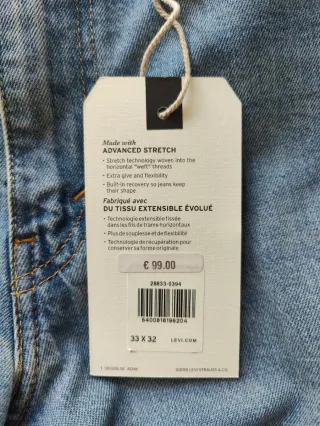 Made with
ADVANCED STRETCH
• Stretch technology woven into the
horizontal "weft" threads
• Extra give and flexibility
• Built-in recovery so jeans keep
their shape
Fabriqué avec
DU TISSU EXTENSIBLE ÉVOLUÉ
• Technologie extensible tissée
dans les fils de trame horizontaux
• Plus de souplesse et de flexibilité
• Technologie de récupération pour
conserver sa forme originale
€ 99.00
28833-0394
5400816196204
33 X 32 LEVI.COM
LEVI STRAUSS & CO.